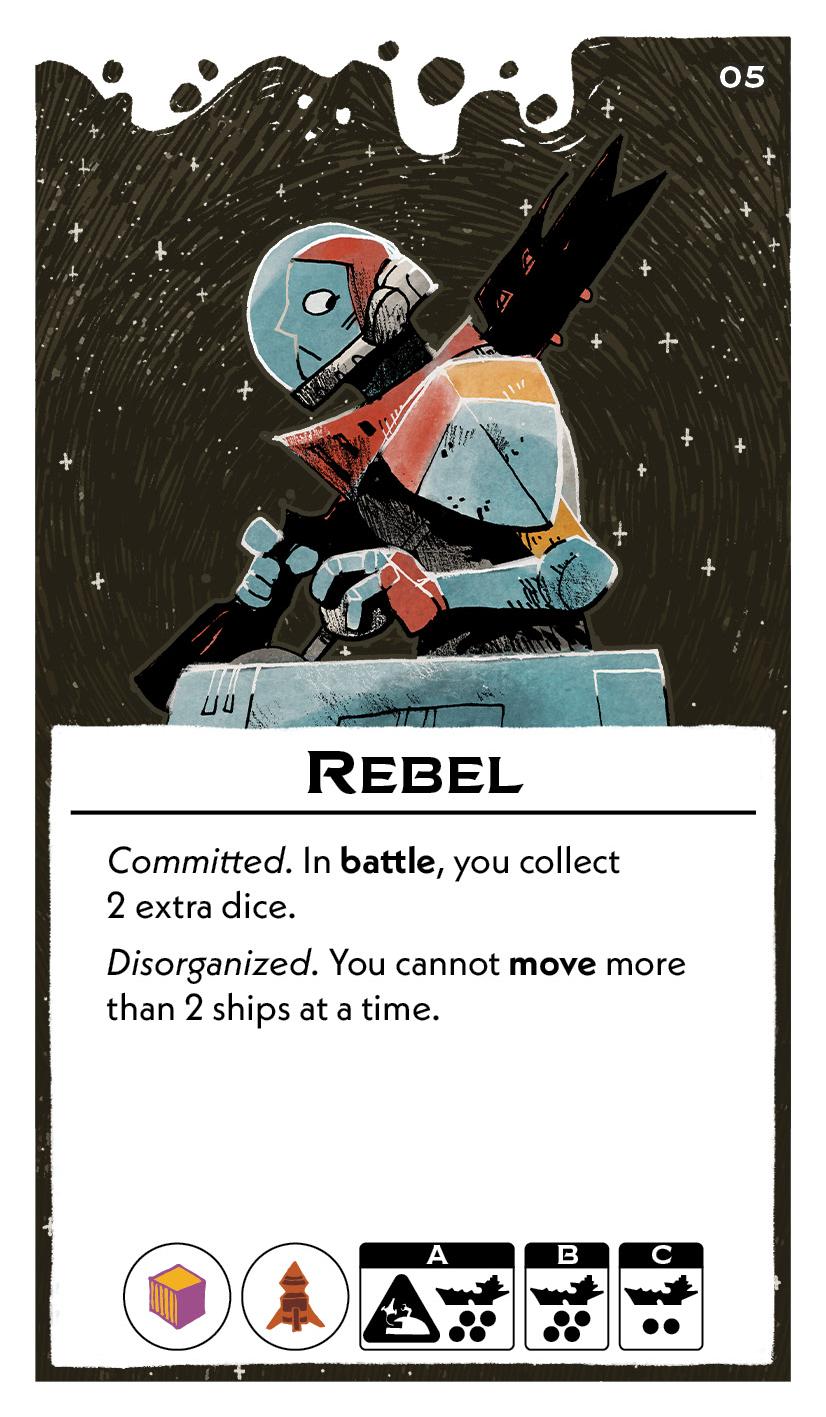 05
REBEL
Committed. In battle, you collect
2 extra dice.
Disorganized. You cannot move more
than 2 ships at a time.
A B C